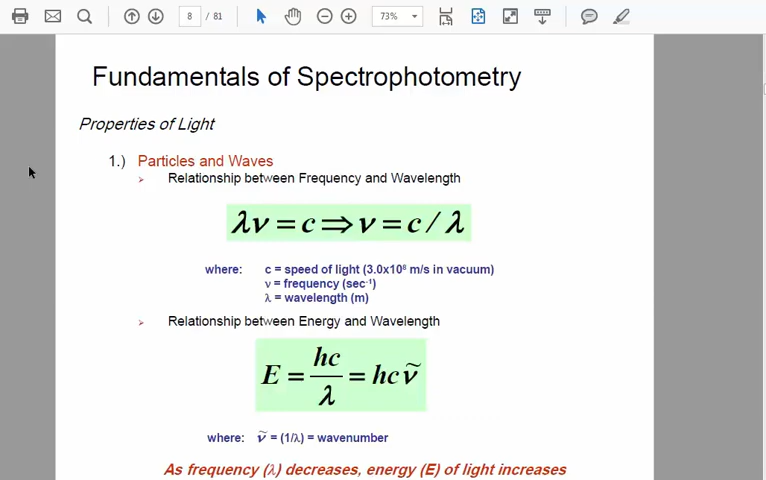 8 / 81 73%
Fundamentals of Spectrophotometry
Properties of Light
1.) Particles and Waves
Relationship between Frequency and Wavelength
λν = c ⇒ ν = c / λ
where: c = speed of light (3.0x10⁸ m/s in vacuum)
ν = frequency (sec⁻¹)
λ = wavelength (m)
Relationship between Energy and Wavelength
E = hc/λ = hcν̃
where: ν̃ = (1/λ) = wavenumber
As frequency (λ) decreases, energy (E) of light increases